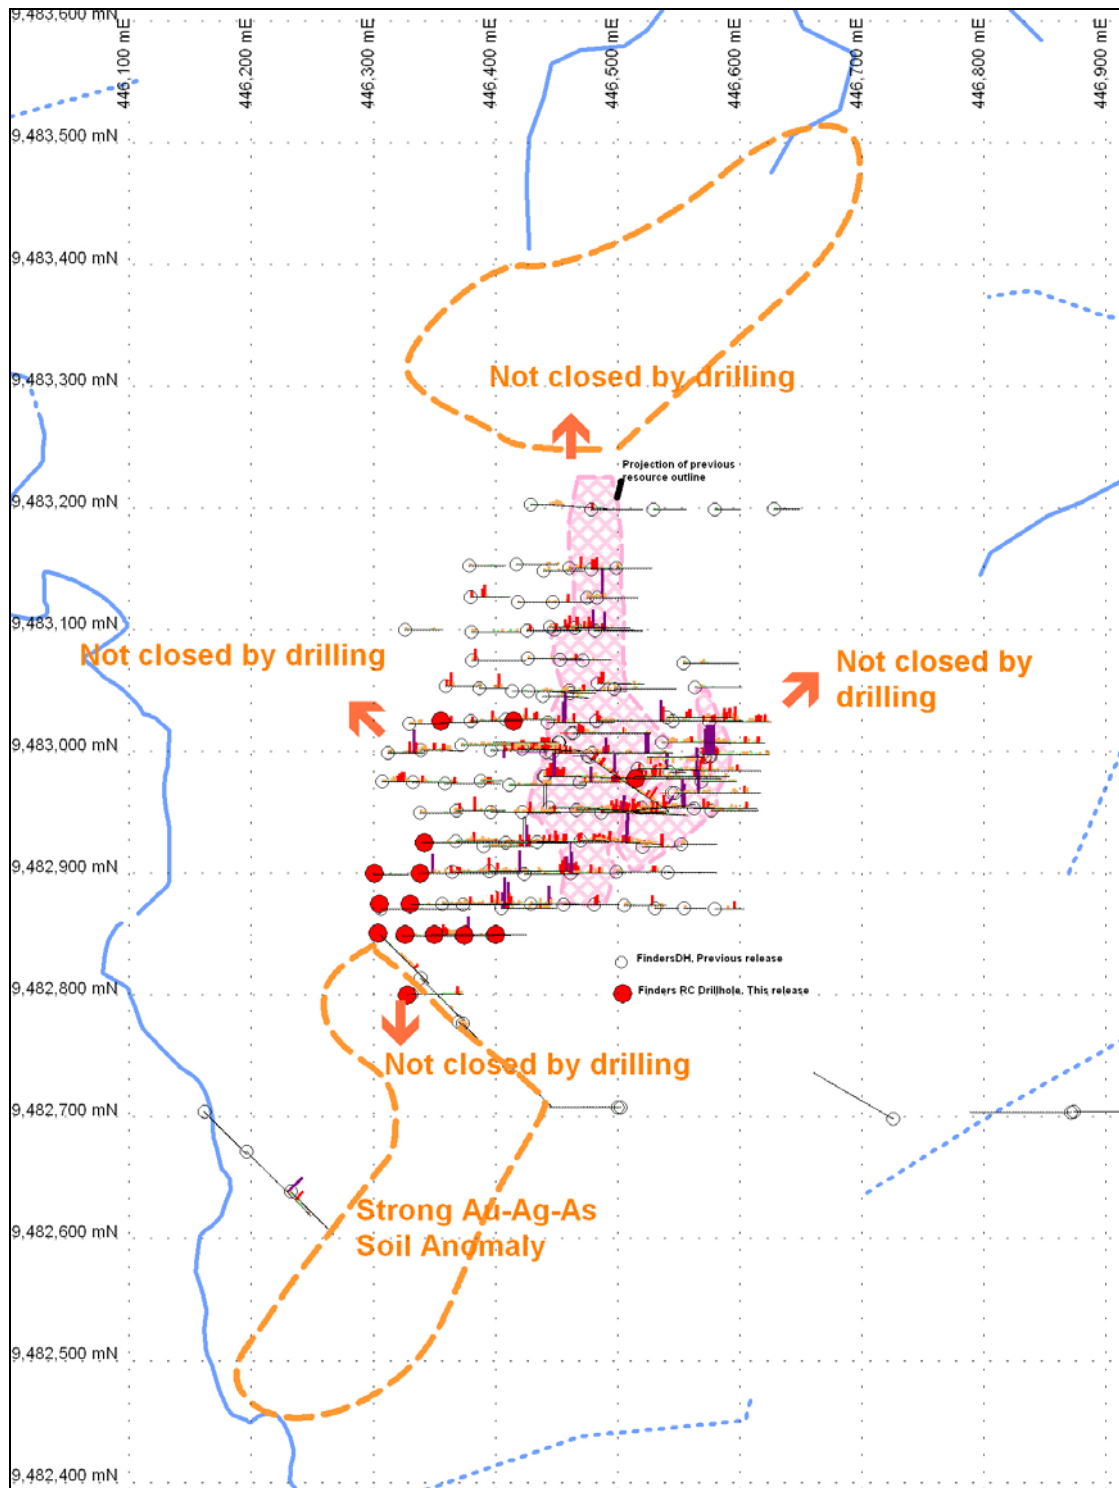 9,483,600 mN
446,100 mE
446,200 mE
446,300 mE
446,400 mE
446,500 mE
446,600 mE
446,700 mE
446,800 mE
446,900 mE
9,483,500 mN
9,483,400 mN
9,483,300 mN
Not closed by drilling
Projection of previous
resource outline
9,483,200 mN
9,483,100 mN
Not closed by drilling
Not closed by
drilling
9,483,000 mN
9,482,900 mN
FindersDH, Previous release
Finders RC Drillhole, This release
9,482,800 mN
Not closed by drilling
9,482,700 mN
Strong Au-Ag-As
Soil Anomaly
9,482,600 mN
9,482,500 mN
9,482,400 mN